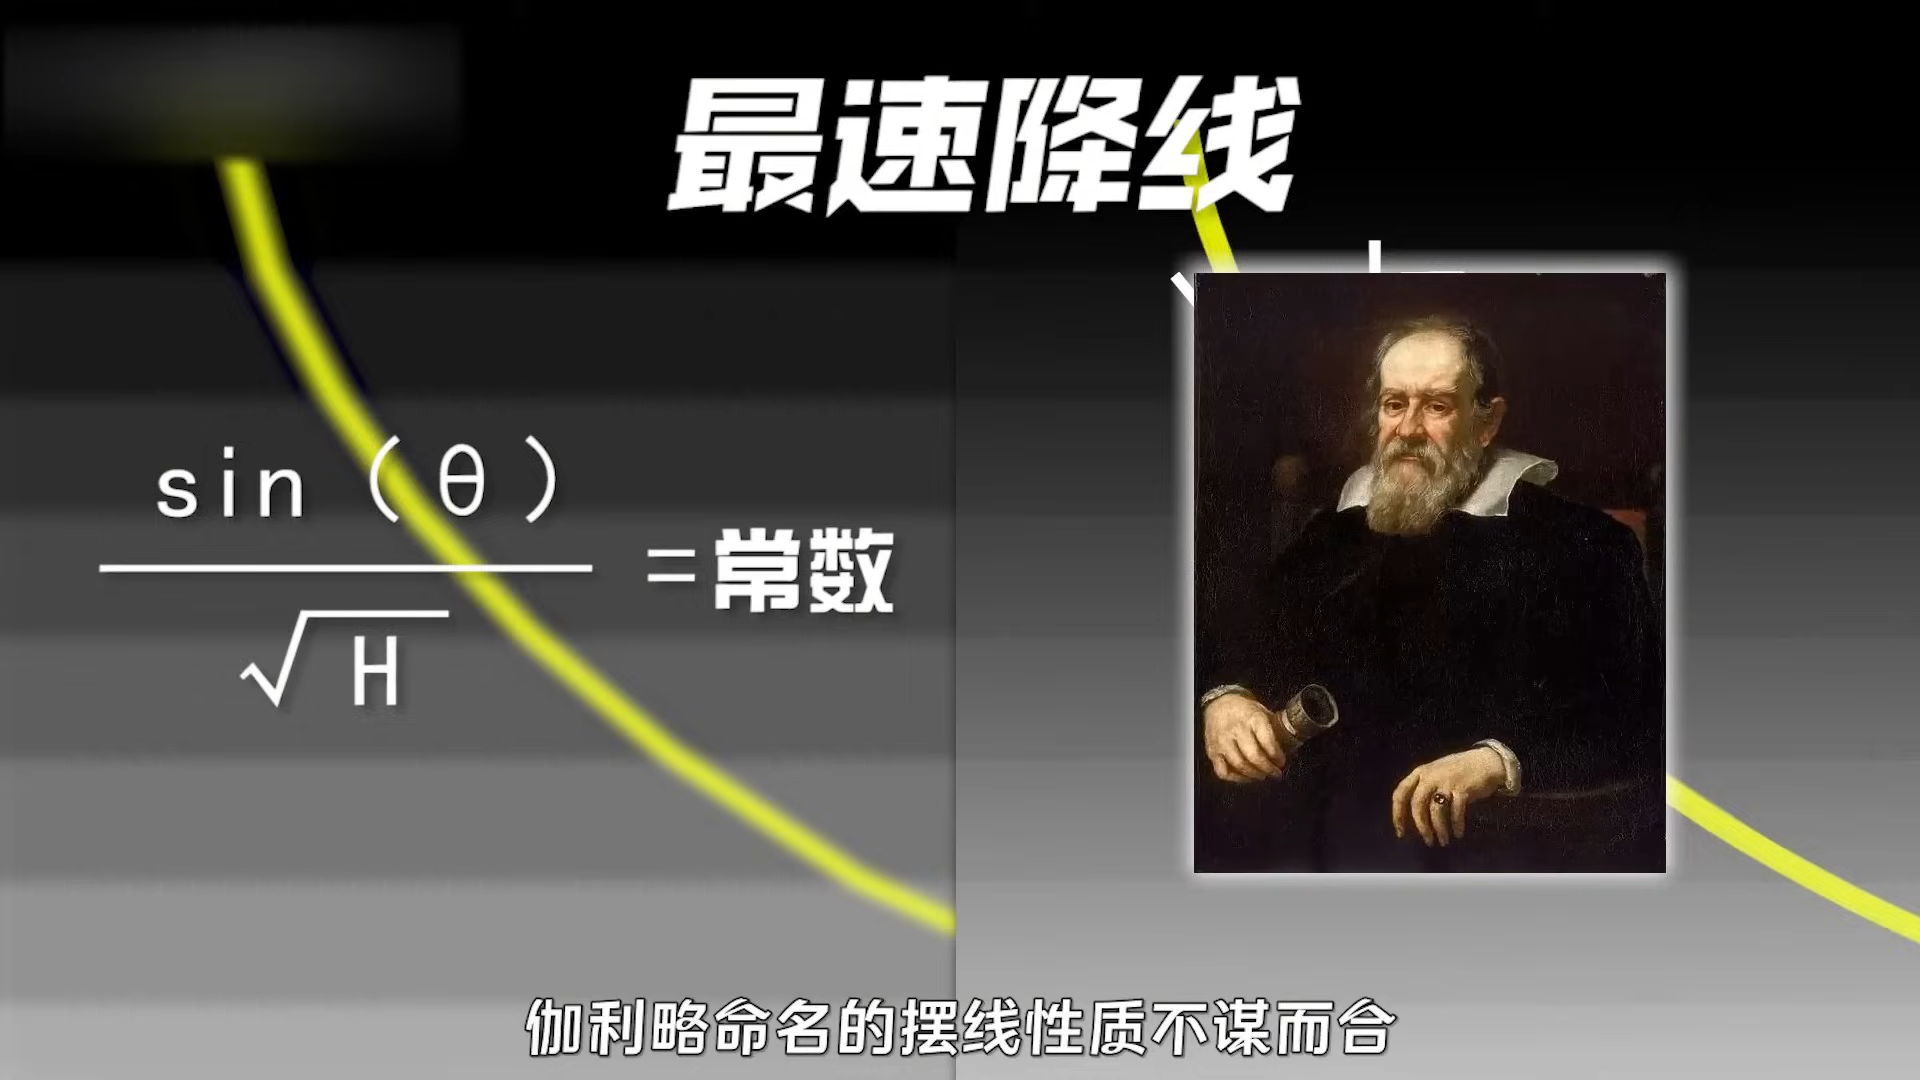 最速降线
sin（θ）
√H
=常数
伽利略命名的摆线性质不谋而合